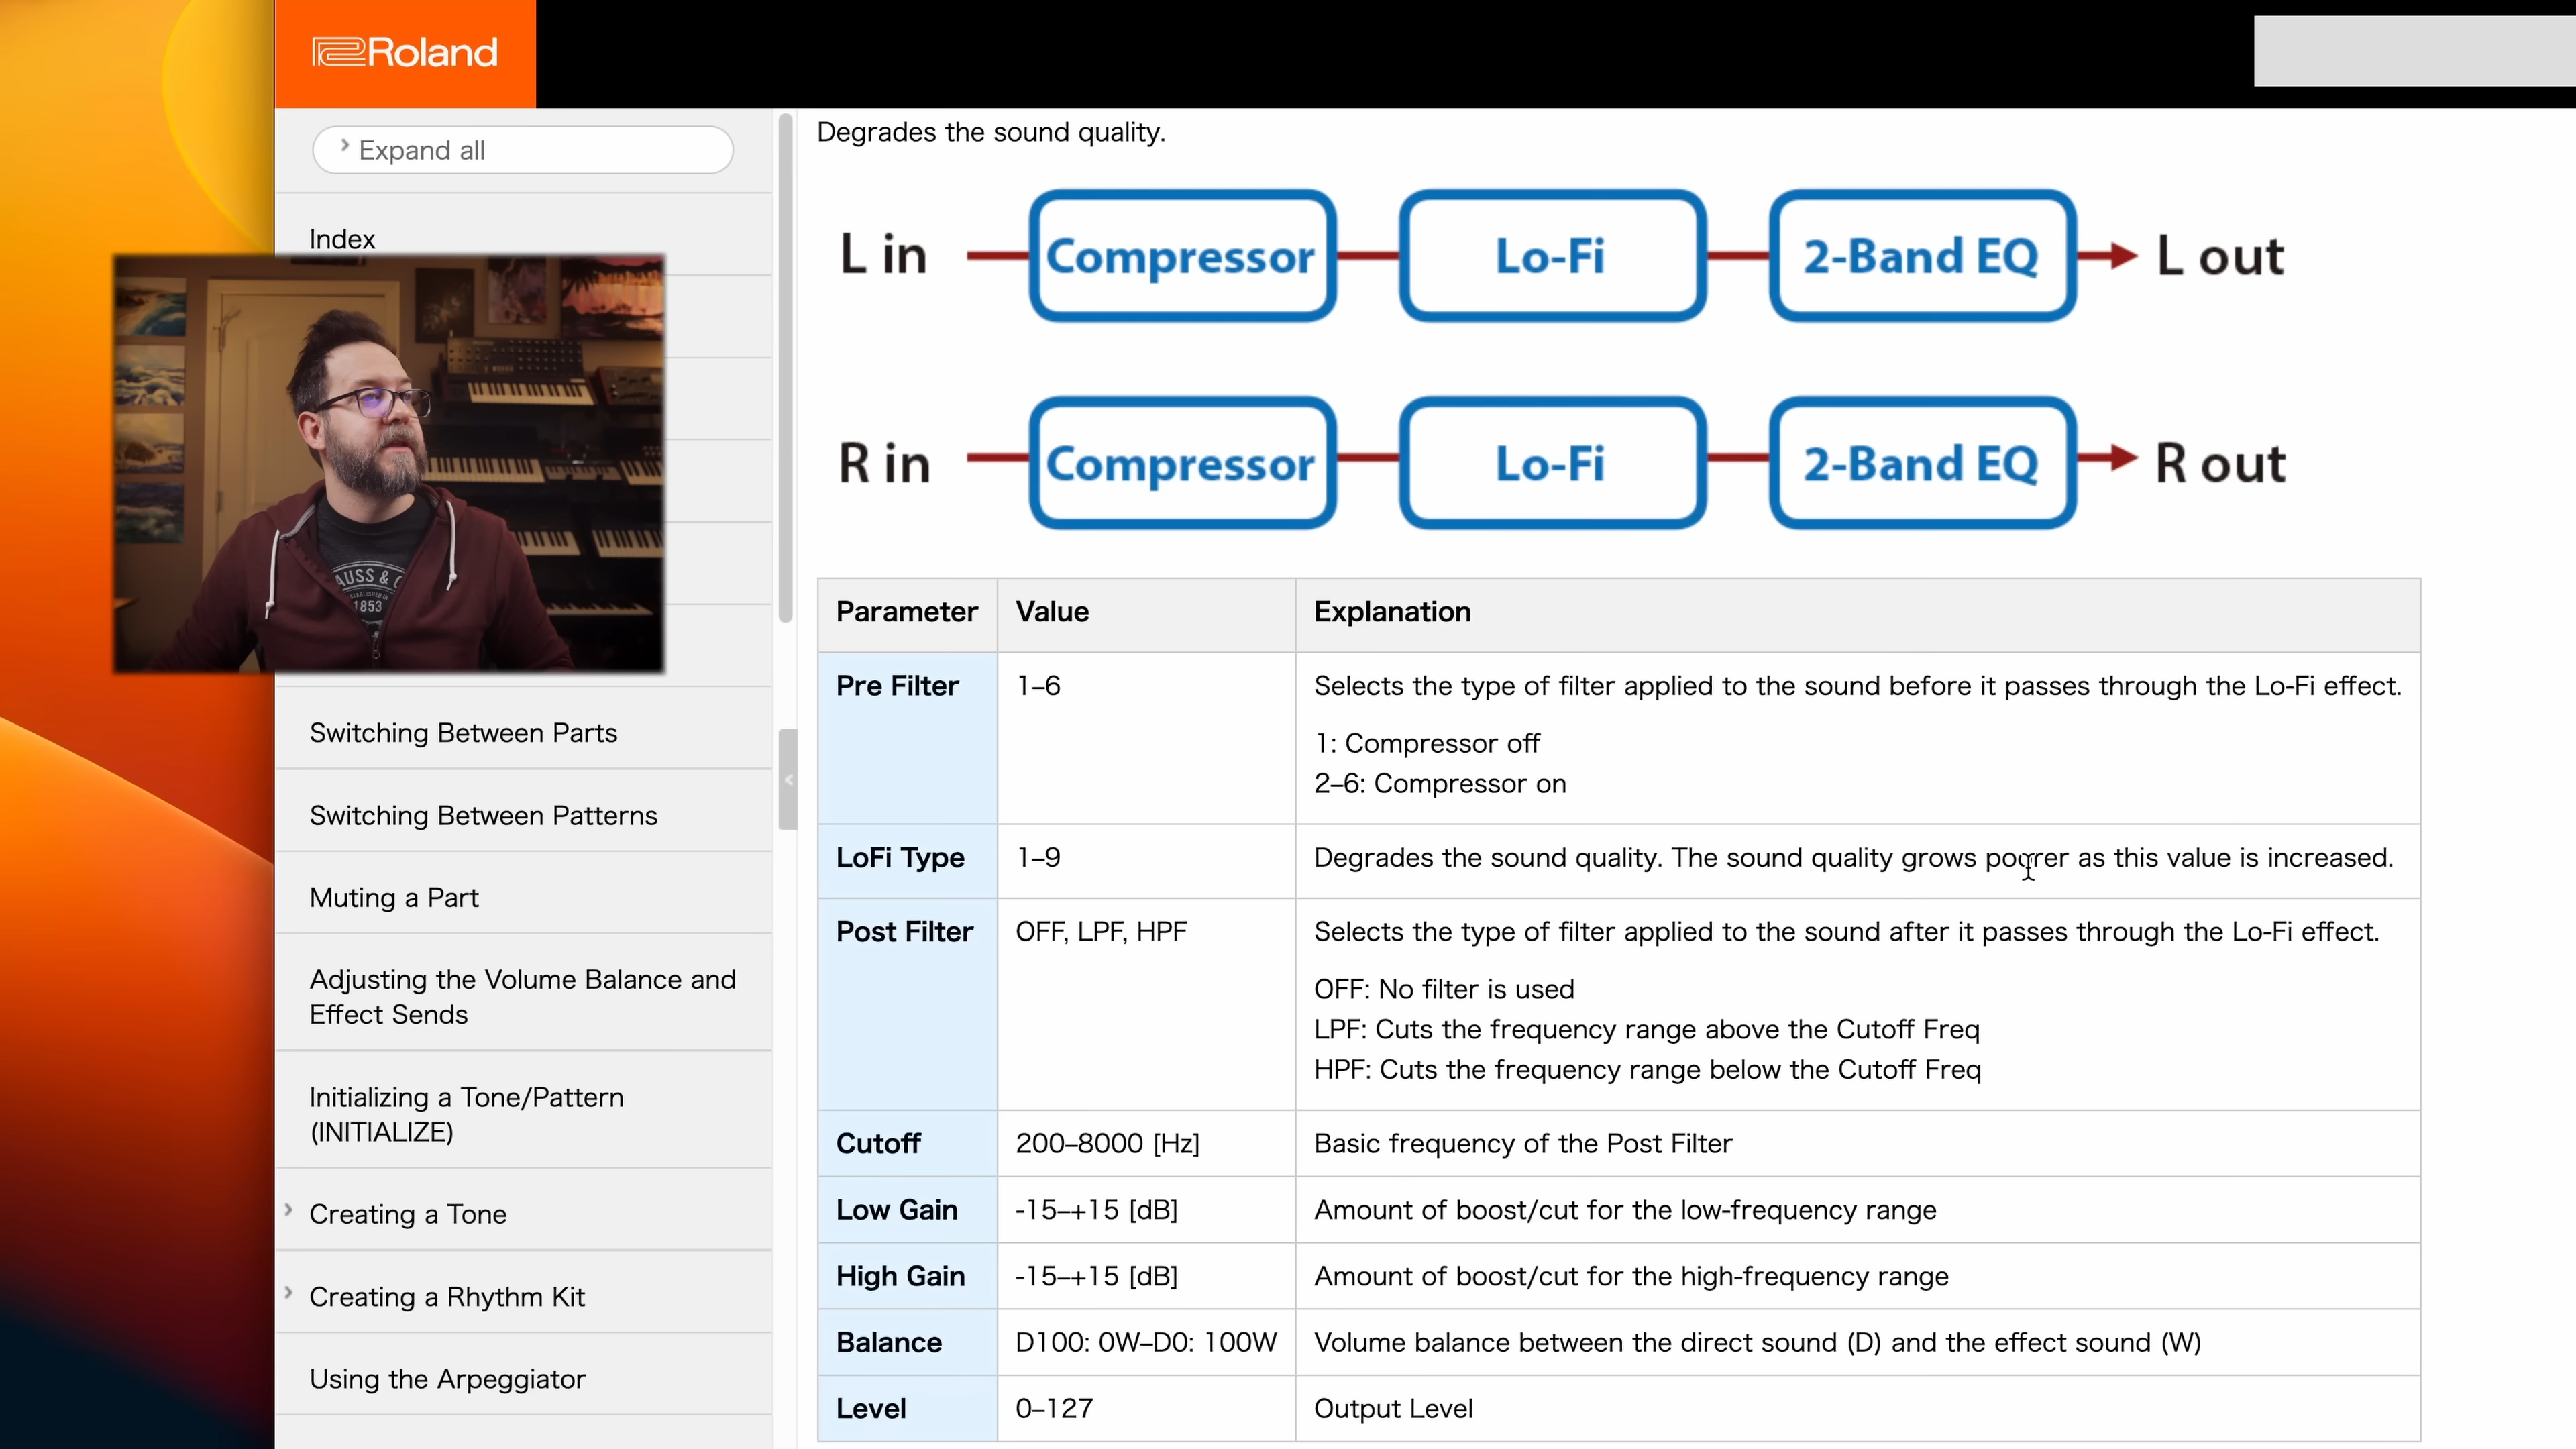 Roland
Expand all
Index
Switching Between Parts
Switching Between Patterns
Muting a Part
Adjusting the Volume Balance and
Effect Sends
Initializing a Tone/Pattern
(INITIALIZE)
Creating a Tone
Creating a Rhythm Kit
Using the Arpeggiator
AUSS &
ESTABLISHED IN
1853
Degrades the sound quality.
L in Compressor Lo-Fi 2-Band EQ L out
R in Compressor Lo-Fi 2-Band EQ R out
Parameter Value Explanation
Pre Filter 1–6 Selects the type of filter applied to the sound before it passes through the Lo-Fi effect.
1: Compressor off
2–6: Compressor on
LoFi Type 1–9 Degrades the sound quality. The sound quality grows poorer as this value is increased.
Post Filter OFF, LPF, HPF Selects the type of filter applied to the sound after it passes through the Lo-Fi effect.
OFF: No filter is used
LPF: Cuts the frequency range above the Cutoff Freq
HPF: Cuts the frequency range below the Cutoff Freq
Cutoff 200–8000 [Hz] Basic frequency of the Post Filter
Low Gain -15–+15 [dB] Amount of boost/cut for the low-frequency range
High Gain -15–+15 [dB] Amount of boost/cut for the high-frequency range
Balance D100: 0W–D0: 100W Volume balance between the direct sound (D) and the effect sound (W)
Level 0–127 Output Level